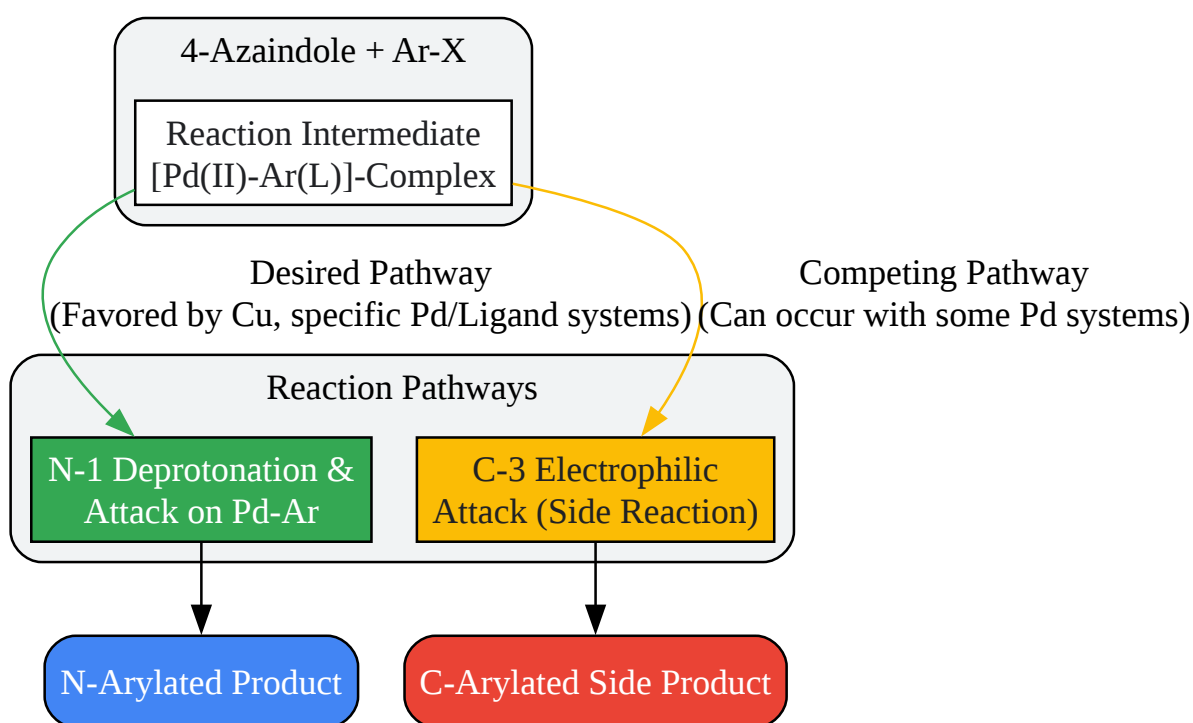 4-Azaindole + Ar-X
Reaction Intermediate
[Pd(II)-Ar(L)]-Complex
Desired Pathway
(Favored by Cu, specific Pd/Ligand systems)
Competing Pathway
(Can occur with some Pd systems)
Reaction Pathways
N-1 Deprotonation &
Attack on Pd-Ar
C-3 Electrophilic
Attack (Side Reaction)
N-Arylated Product
C-Arylated Side Product